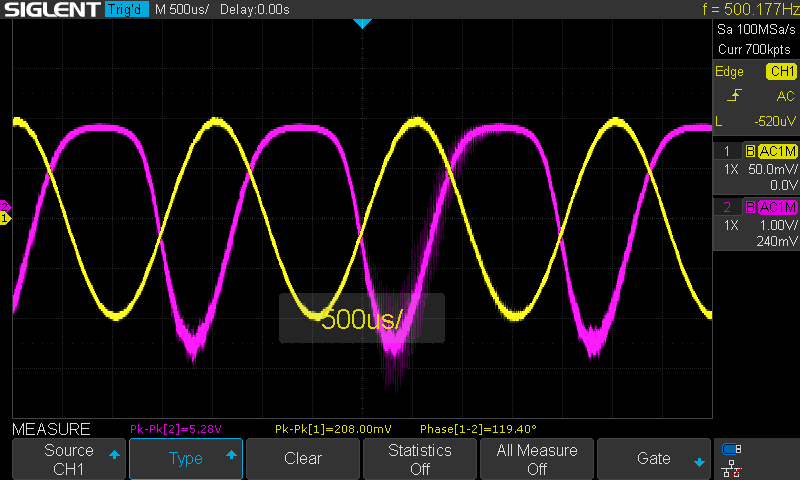 SIGLENT Trig'd M 500us/ Delay:0.00s f = 500.177Hz
Sa 100MSa/s
Curr 700kpts
Edge CH1
AC
L -520uV
1 B AC1M
1X 50.0mV/
0.0V
2 B AC1M
1X 1.00V/
240mV
2
1
500us/
MEASURE Pk-Pk[2]=5.28V Pk-Pk[1]=208.00mV Phase[1-2]=119.40°
Source
CH1
Type
Clear
Statistics
Off
All Measure
Off
Gate